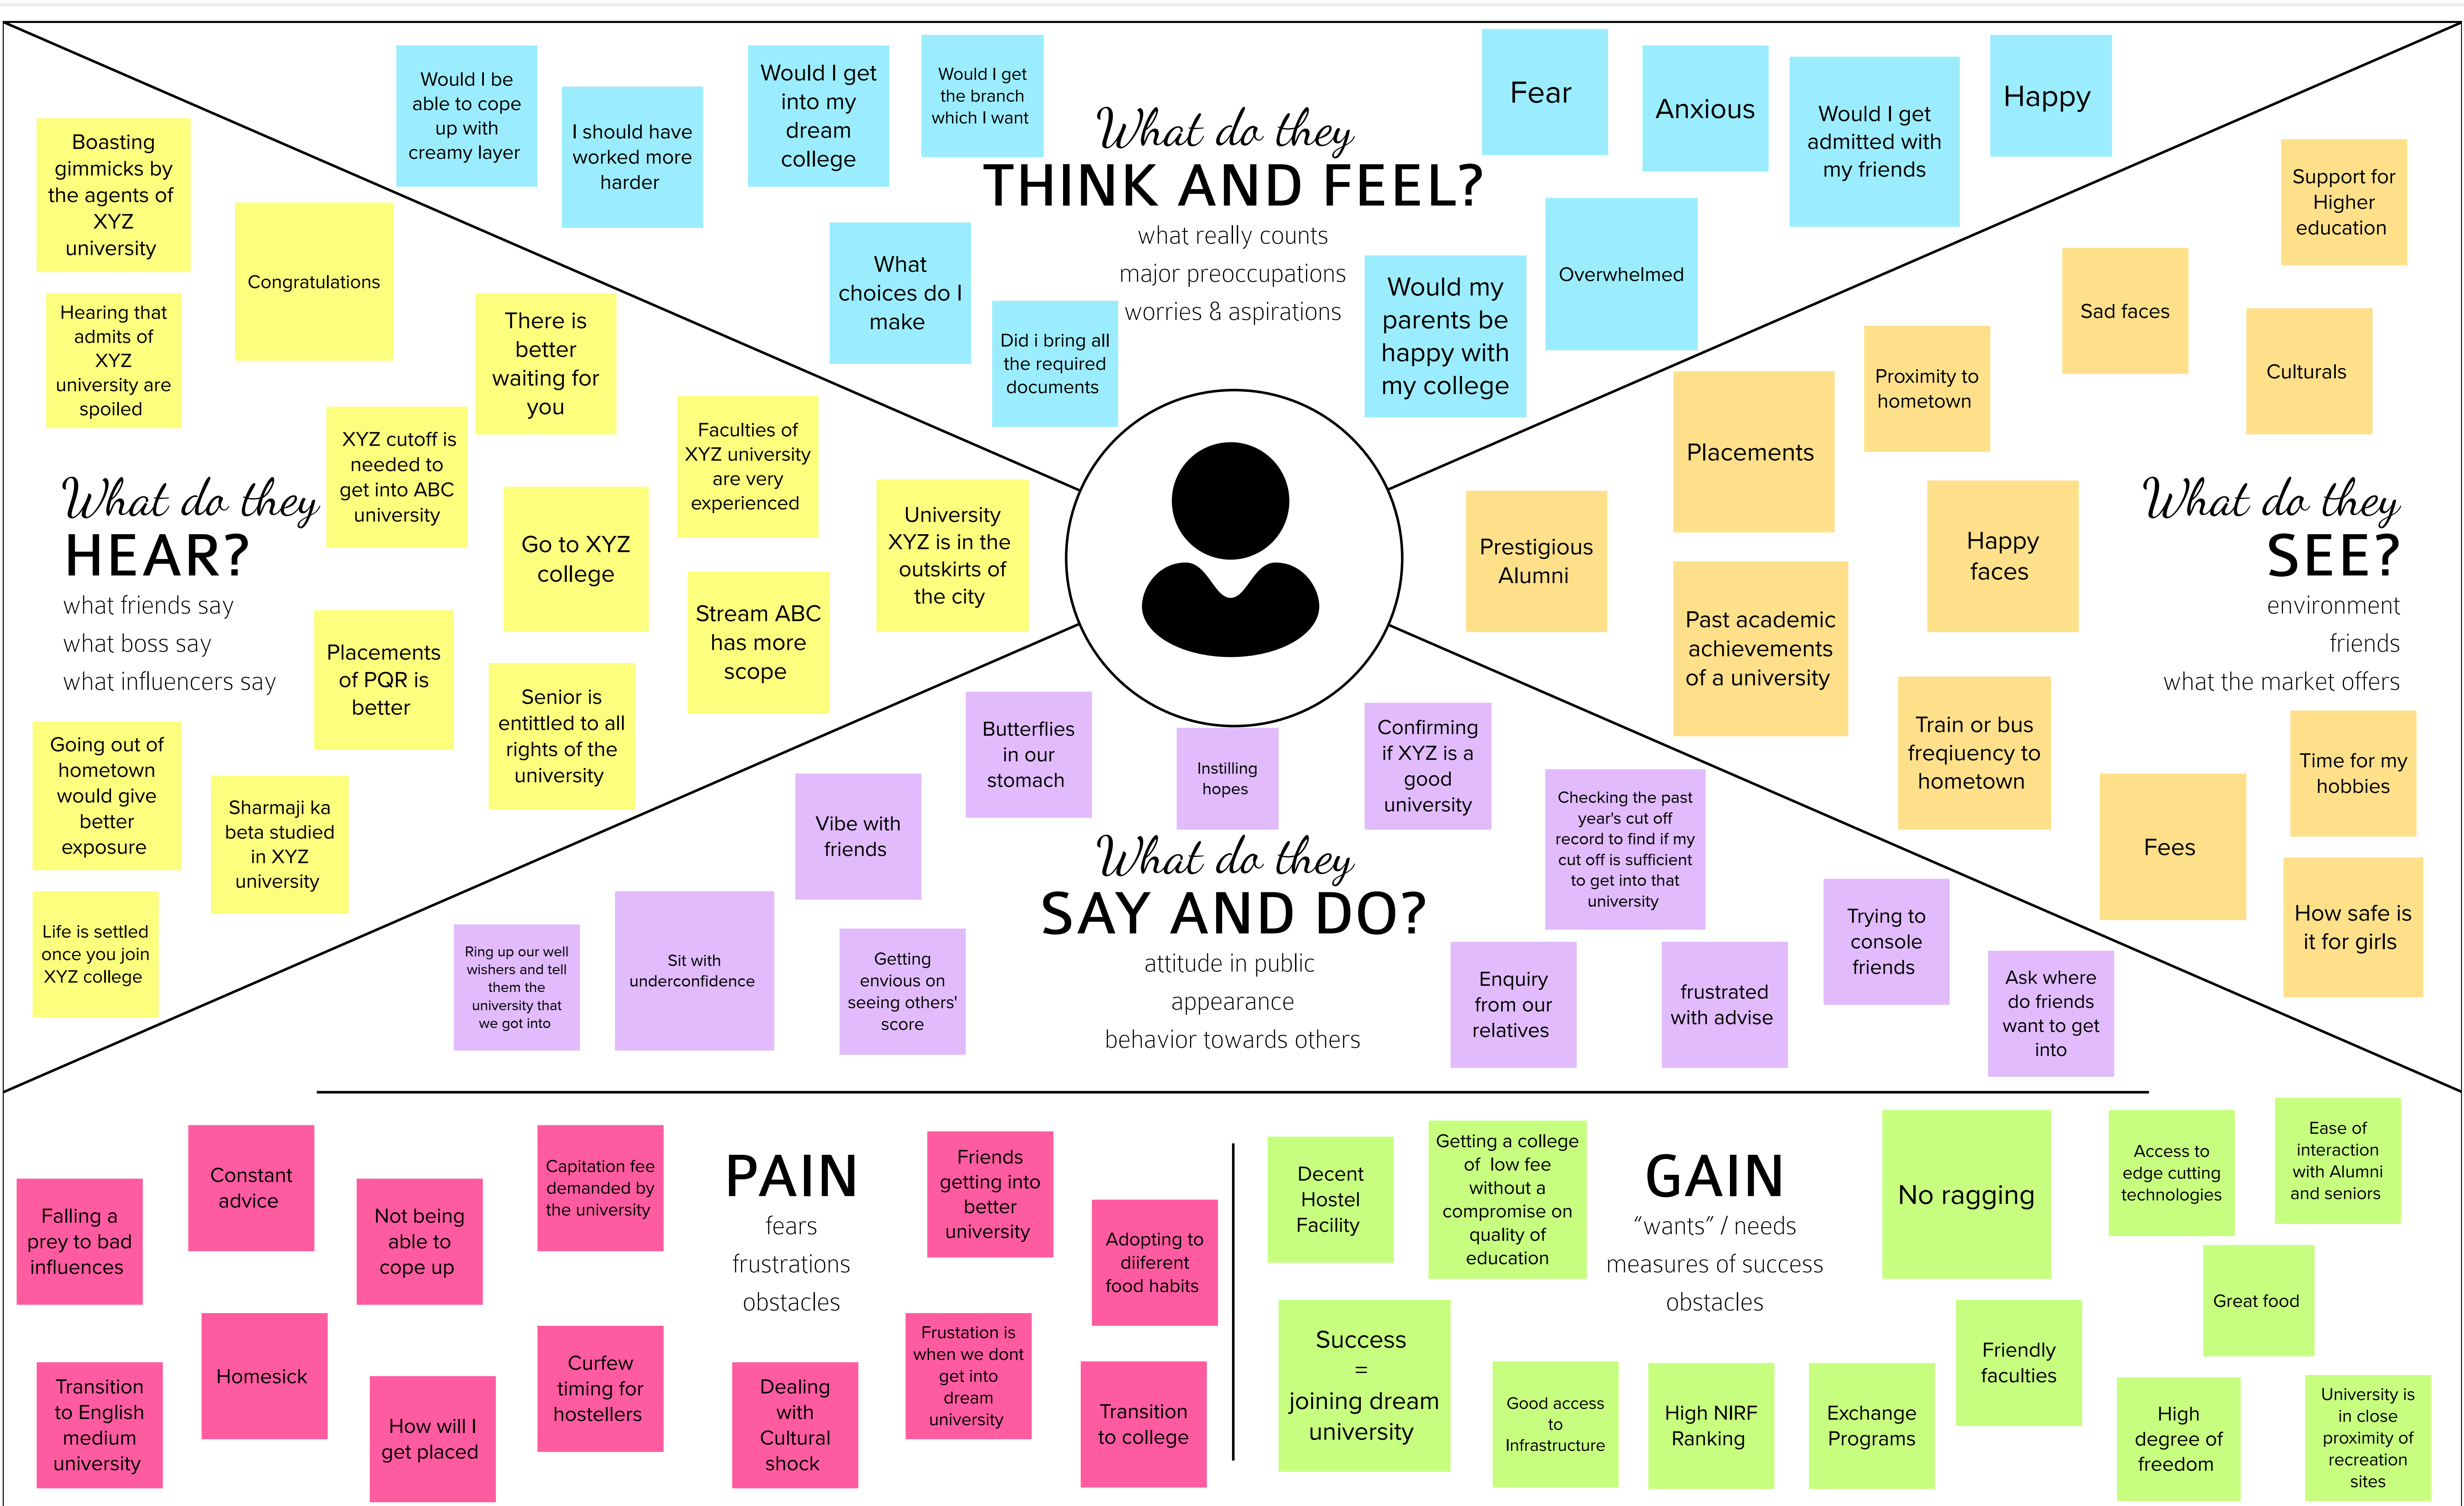 Would I be
able to cope
up with
creamy layer
I should have
worked more
harder
Would I get
into my
dream
college
Would I get
the branch
which I want
What do they
THINK AND FEEL?
what really counts
major preoccupations
worries & aspirations
What
choices do I
make
Did i bring all
the required
documents
Fear
Anxious
Would I get
admitted with
my friends
Happy
Overwhelmed
Would my
parents be
happy with
my college
Boasting
gimmicks by
the agents of
XYZ
university
Congratulations
Hearing that
admits of
XYZ
university are
spoiled
There is
better
waiting for
you
XYZ cutoff is
needed to
get into ABC
university
Faculties of
XYZ university
are very
experienced
What do they
HEAR?
what friends say
what boss say
what influencers say
Go to XYZ
college
University
XYZ is in the
outskirts of
the city
Stream ABC
has more
scope
Placements
of PQR is
better
Senior is
entittled to all
rights of the
university
Going out of
hometown
would give
better
exposure
Sharmaji ka
beta studied
in XYZ
university
Life is settled
once you join
XYZ college
Support for
Higher
education
Sad faces
Culturals
Proximity to
hometown
Placements
Prestigious
Alumni
Happy
faces
What do they
SEE?
environment
friends
what the market offers
Past academic
achievements
of a university
Train or bus
freqiuency to
hometown
Time for my
hobbies
Fees
How safe is
it for girls
Butterflies
in our
stomach
Instilling
hopes
Confirming
if XYZ is a
good
university
Vibe with
friends
What do they
SAY AND DO?
attitude in public
appearance
behavior towards others
Checking the past
year's cut off
record to find if my
cut off is sufficient
to get into that
university
Ring up our well
wishers and tell
them the
university that
we got into
Sit with
underconfidence
Getting
envious on
seeing others'
score
Enquiry
from our
relatives
frustrated
with advise
Trying to
console
friends
Ask where
do friends
want to get
into
Falling a
prey to bad
influences
Constant
advice
Not being
able to
cope up
Capitation fee
demanded by
the university
PAIN
fears
frustrations
obstacles
Friends
getting into
better
university
Adopting to
diiferent
food habits
Transition
to English
medium
university
Homesick
How will I
get placed
Curfew
timing for
hostellers
Dealing
with
Cultural
shock
Frustation is
when we dont
get into
dream
university
Transition
to college
Decent
Hostel
Facility
Getting a college
of low fee
without a
compromise on
quality of
education
GAIN
“wants” / needs
measures of success
obstacles
No ragging
Access to
edge cutting
technologies
Ease of
interaction
with Alumni
and seniors
Great food
Success
=
joining dream
university
Good access
to
Infrastructure
High NIRF
Ranking
Exchange
Programs
Friendly
faculties
High
degree of
freedom
University is
in close
proximity of
recreation
sites